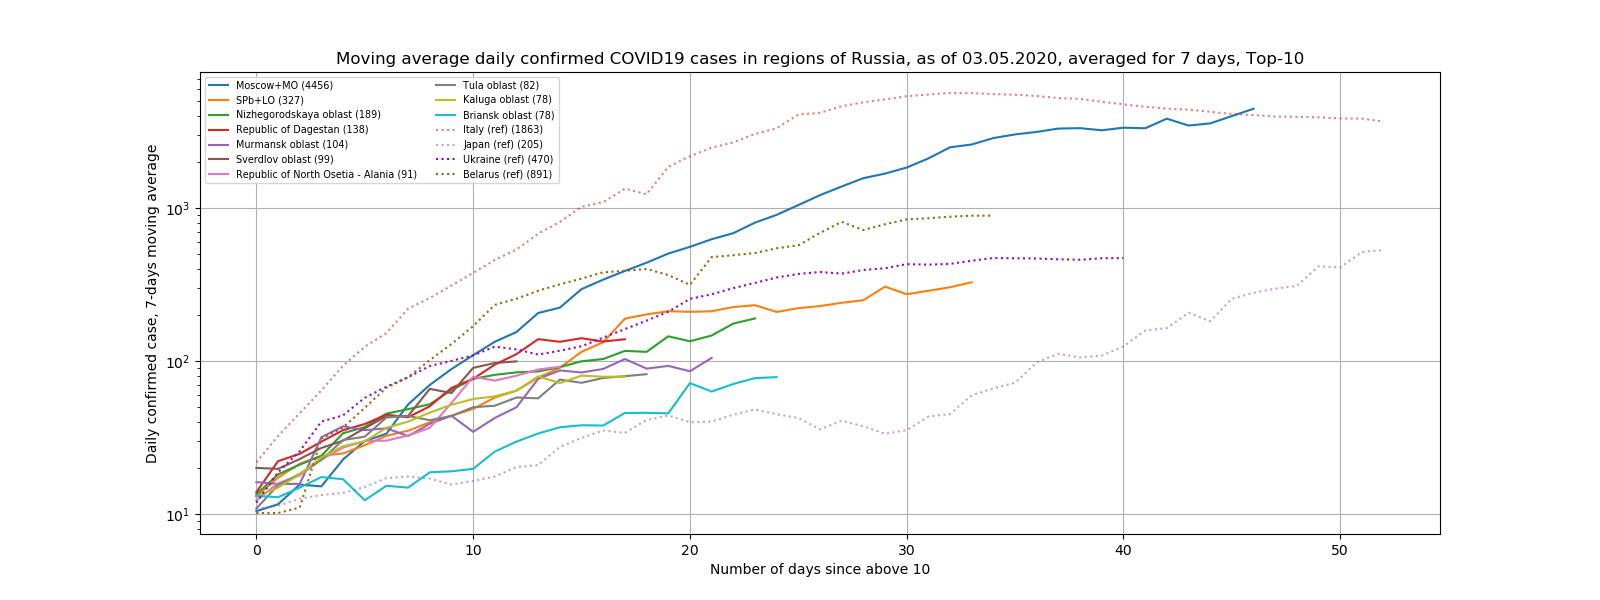 Moving average daily confirmed COVID19 cases in regions of Russia, as of 03.05.2020, averaged for 7 days, Top-10
Moscow+MO (4456)
SPb+LO (327)
Nizhegorodskaya oblast (189)
Republic of Dagestan (138)
Murmansk oblast (104)
Sverdlov oblast (99)
Republic of North Osetia - Alania (91)
Tula oblast (82)
Kaluga oblast (78)
Briansk oblast (78)
Italy (ref) (1863)
Japan (ref) (205)
Ukraine (ref) (470)
Belarus (ref) (891)
Daily confirmed case, 7-days moving average
10³
10²
10¹
0 10 20 30 40 50
Number of days since above 10